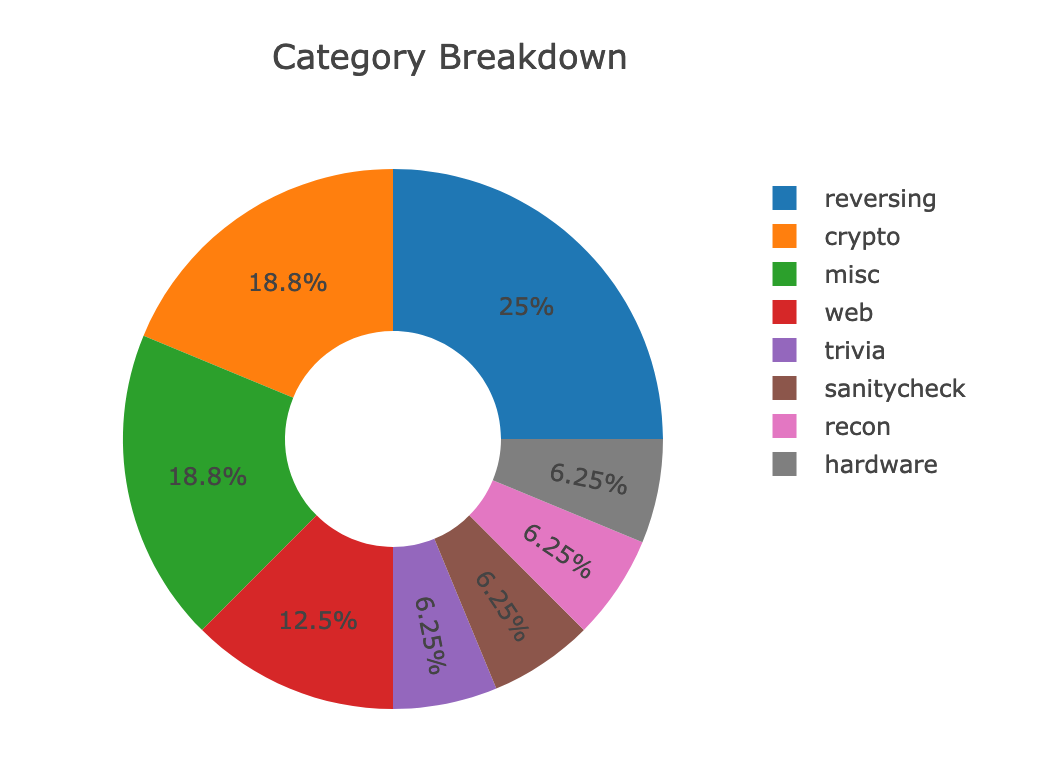 Category Breakdown
18.8%
25%
18.8%
12.5%
6.25%
6.25%
6.25%
6.25%
reversing
crypto
misc
web
trivia
sanitycheck
recon
hardware